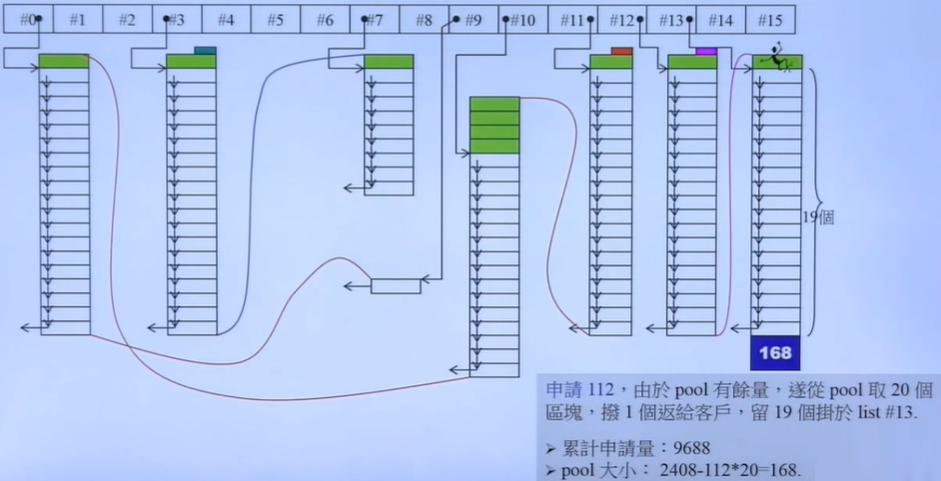 #0 #1 #2 #3 #4 #5 #6 #7 #8 #9 #10 #11 #12 #13 #14 #15
19個
168
申請 112，由於 pool 有餘量，遂從 pool 取 20 個
區塊，撥 1 個返給客戶，留 19 個掛於 list #13.
➢ 累計申請量：9688
➢ pool 大小： 2408-112*20=168.